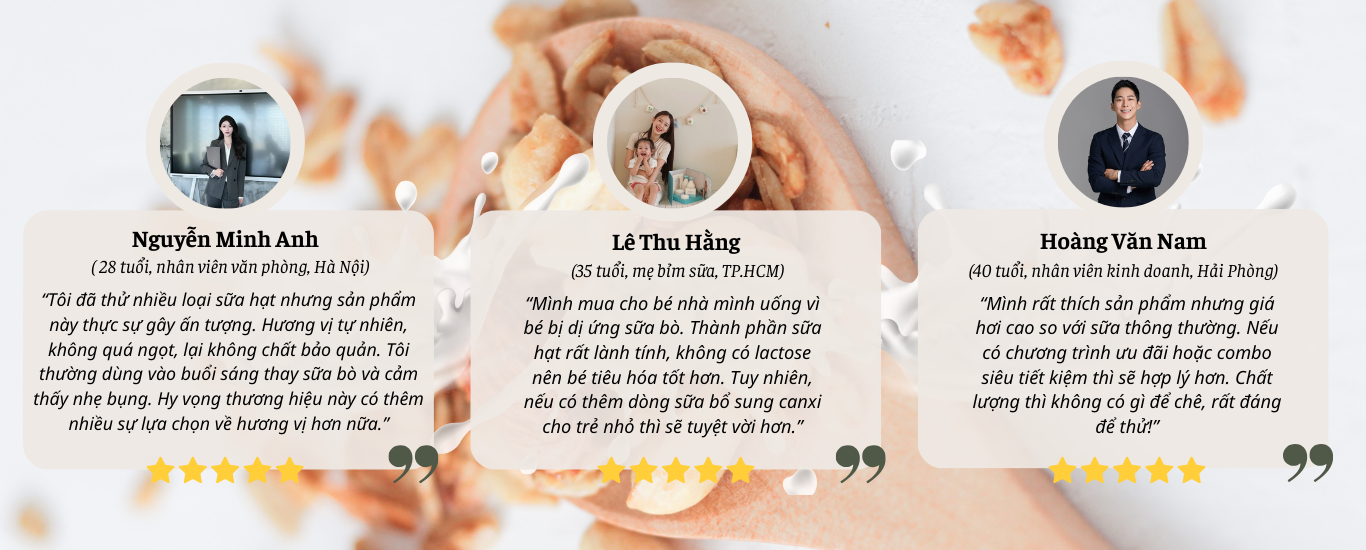 Nguyễn Minh Anh
( 28 tuổi, nhân viên văn phòng, Hà Nội)
“Tôi đã thử nhiều loại sữa hạt nhưng sản phẩm
này thực sự gây ấn tượng. Hương vị tự nhiên,
không quá ngọt, lại không chất bảo quản. Tôi
thường dùng vào buổi sáng thay sữa bò và cảm
thấy nhẹ bụng. Hy vọng thương hiệu này có thêm
nhiều sự lựa chọn về hương vị hơn nữa.”
Lê Thu Hằng
(35 tuổi, mẹ bỉm sữa, TP.HCM)
“Mình mua cho bé nhà mình uống vì
bé bị dị ứng sữa bò. Thành phần sữa
hạt rất lành tính, không có lactose
nên bé tiêu hóa tốt hơn. Tuy nhiên,
nếu có thêm dòng sữa bổ sung canxi
cho trẻ nhỏ thì sẽ tuyệt vời hơn.”
Hoàng Văn Nam
(40 tuổi, nhân viên kinh doanh, Hải Phòng)
“Mình rất thích sản phẩm nhưng giá
hơi cao so với sữa thông thường. Nếu
có chương trình ưu đãi hoặc combo
siêu tiết kiệm thì sẽ hợp lý hơn. Chất
lượng thì không có gì để chê, rất đáng
để thử!”